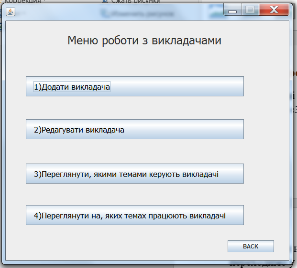 Меню роботи з викладачами
1)Додати викладача
2)Редагувати викладача
3)Переглянути, якими темами керують викладачі
4)Переглянути на, яких темах працюють викладачі
BACK